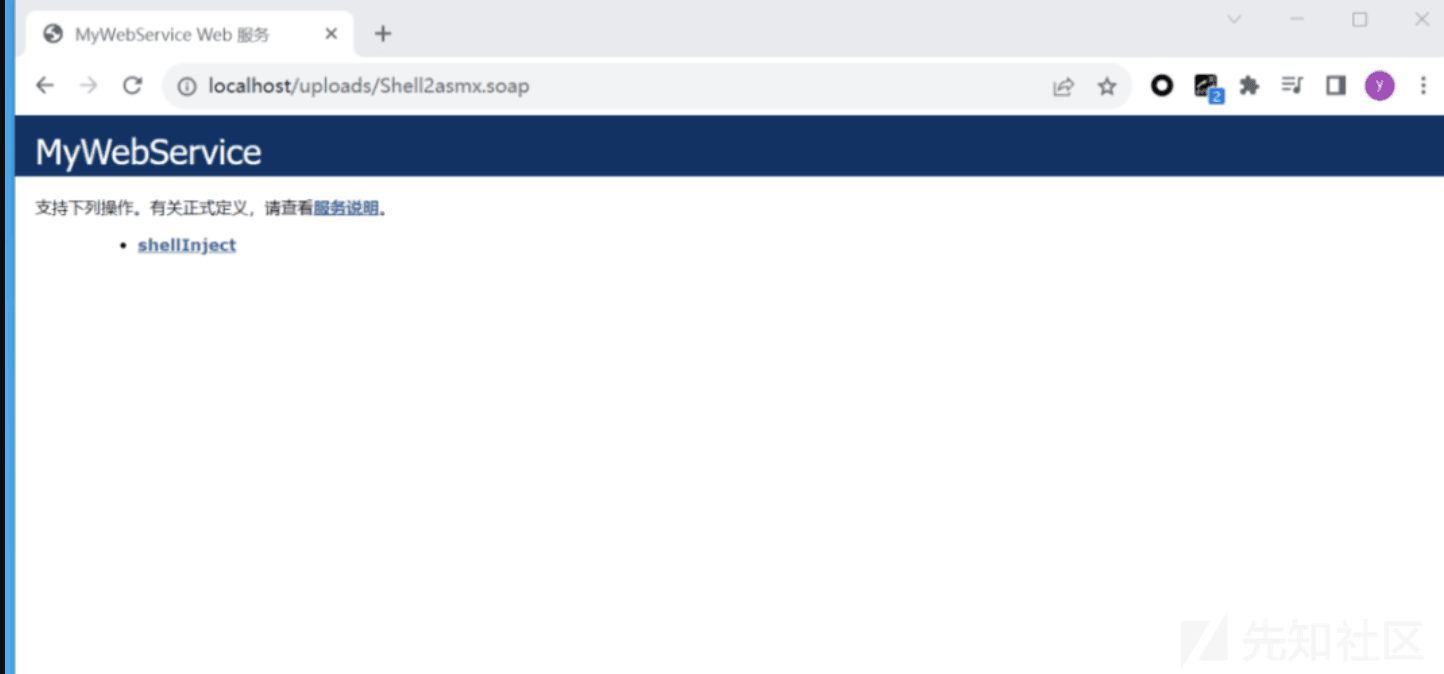 MyWebService Web 服务
localhost/uploads/Shell2asmx.soap
2
Y
MyWebService
支持下列操作。有关正式定义，请查看服务说明。
shellInject
先知社区